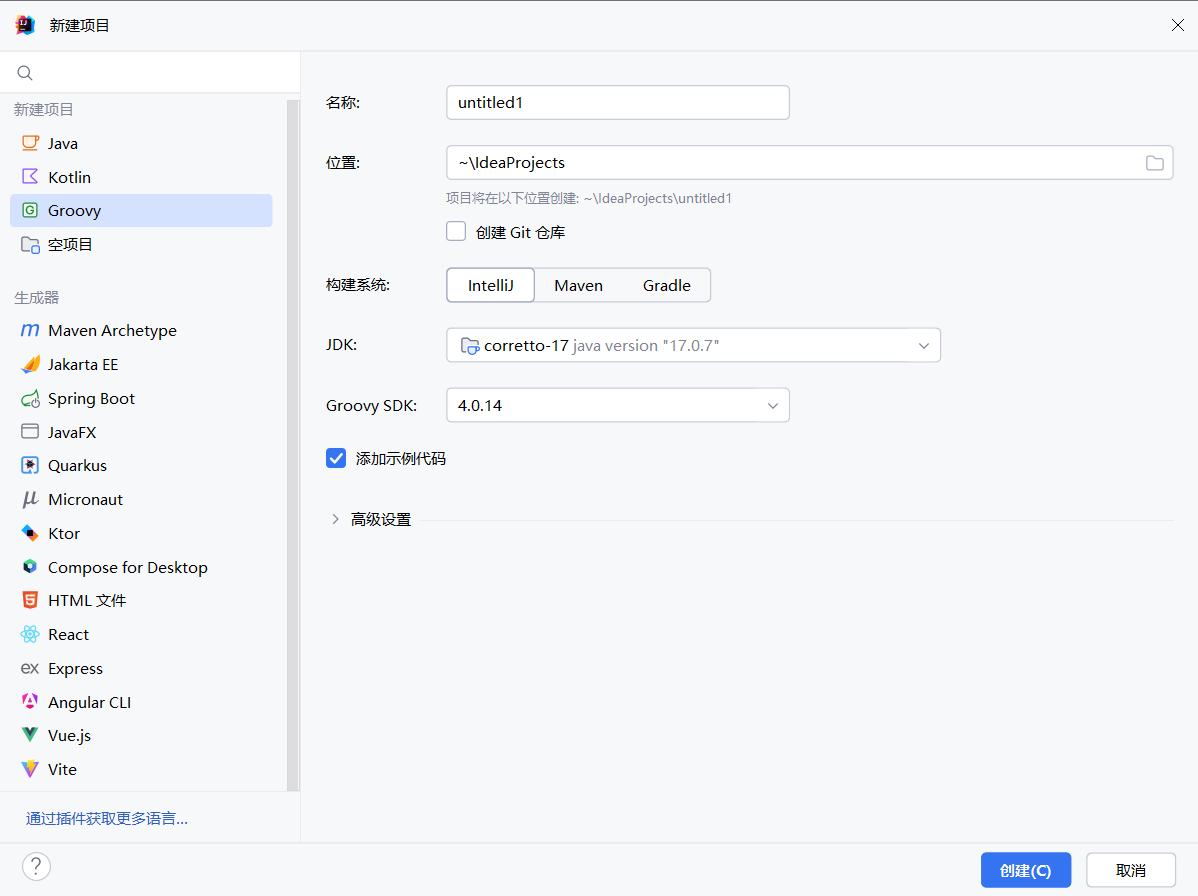 新建项目
新建项目
Java
Kotlin
Groovy
空项目
生成器
Maven Archetype
Jakarta EE
Spring Boot
JavaFX
Quarkus
Micronaut
Ktor
Compose for Desktop
HTML 文件
React
Express
Angular CLI
Vue.js
Vite
通过插件获取更多语言...
名称: untitled1
位置: ~\IdeaProjects
项目将在以下位置创建: ~\IdeaProjects\untitled1
创建 Git 仓库
构建系统: IntelliJ Maven Gradle
JDK: corretto-17 java version "17.0.7"
Groovy SDK: 4.0.14
添加示例代码
高级设置
? 创建(C) 取消